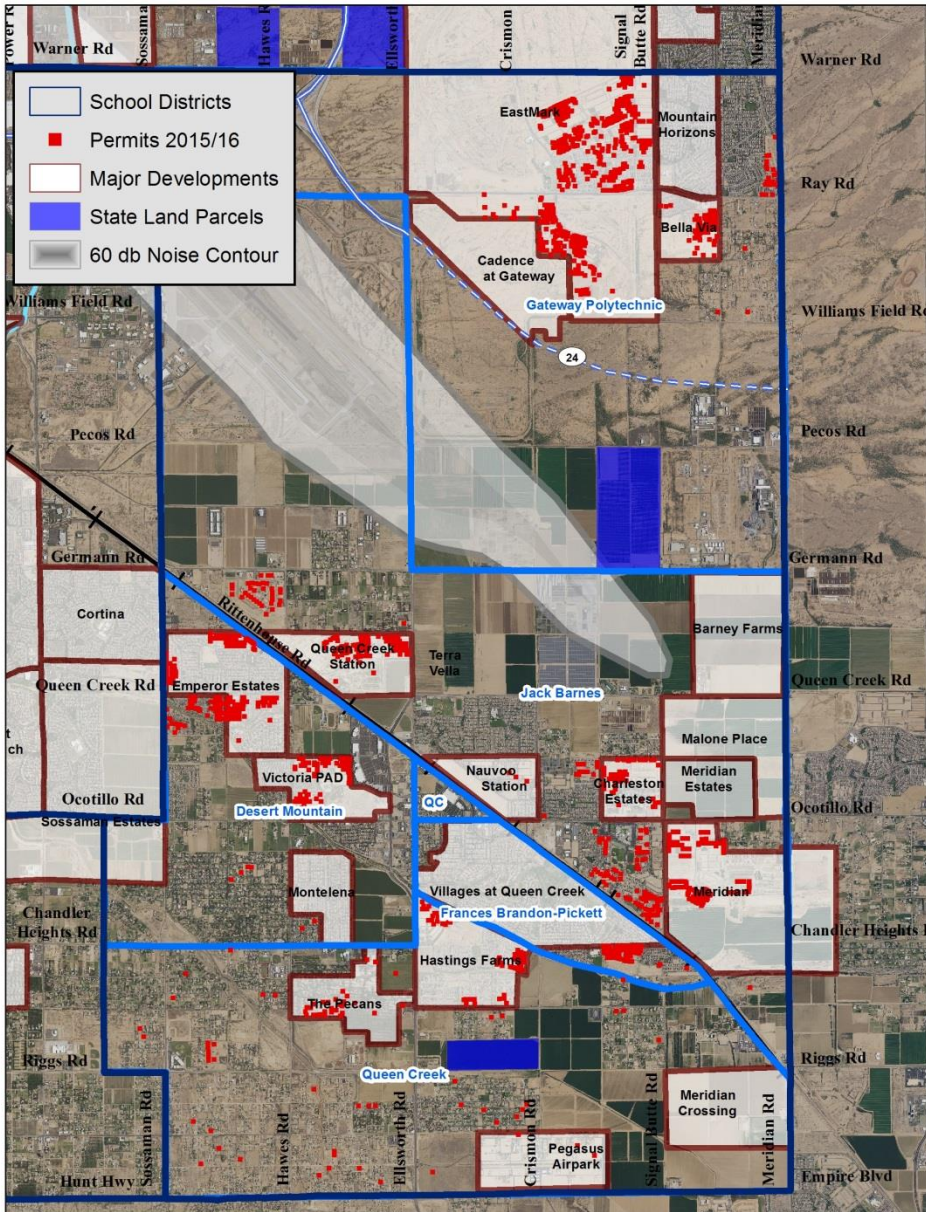 Power Rd
Sossama
Hawes R
Ellsworth
Crismon
Signal
Butte Rd
Meridian
Warner Rd
Warner Rd
School Districts
Permits 2015/16
Major Developments
State Land Parcels
60 db Noise Contour
EastMark
Mountain
Horizons
Ray Rd
Bella Via
Cadence
at Gateway
Gateway Polytechnic
Williams Field Rd
Williams Field Rd
24
Pecos Rd
Pecos Rd
Germann Rd
Germann Rd
Cortina
Rittenhouse Rd
Barney Farms
Queen Creek
Station
Terra
Vella
Queen Creek Rd
Emperor Estates
Jack Barnes
Queen Creek Rd
t
ch
Malone Place
Victoria PAD
Nauvoo
Station
Charleston
Estates
Meridian
Estates
Ocotillo Rd
Desert Mountain
QC
Ocotillo Rd
Sossaman Estates
Montelena
Villages at Queen Creek
Meridian
Chandler
Heights Rd
Frances Brandon-Pickett
Chandler Heights R
Hastings Farms
The Pecans
Riggs Rd
Queen Creek
Riggs Rd
Meridian
Crossing
Pegasus
Airpark
Hunt Hwy
Sossaman Rd
Hawes Rd
Ellsworth Rd
Crismon Rd
Signal Butte Rd
Meridian Rd
Empire Blvd